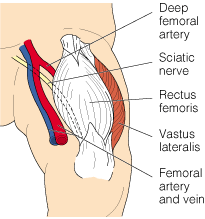 Deep
femoral
artery
Sciatic
nerve
Rectus
femoris
Vastus
lateralis
Femoral
artery
and vein